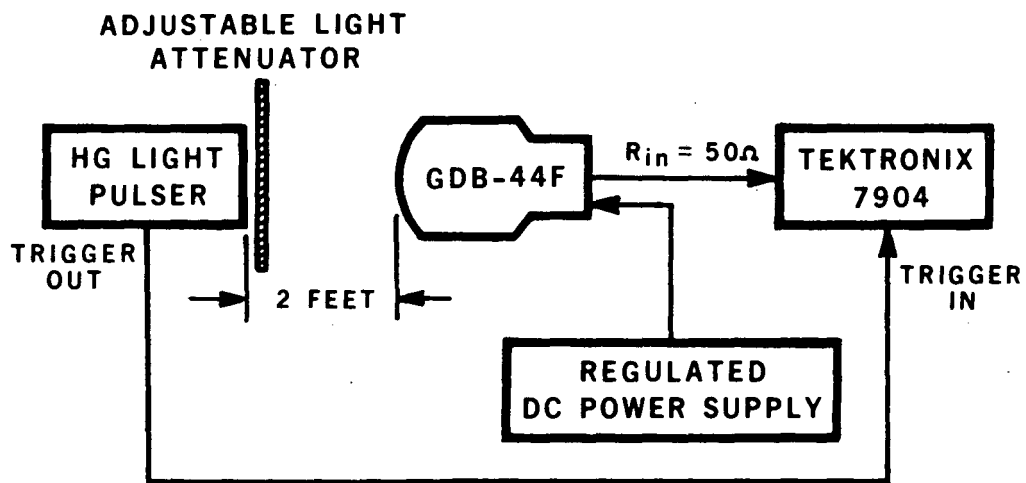 ADJUSTABLE LIGHT
ATTENUATOR
HG LIGHT
PULSER
GDB-44F
Rin = 50Ω
TEKTRONIX
7904
TRIGGER
OUT
2 FEET
TRIGGER
IN
REGULATED
DC POWER SUPPLY